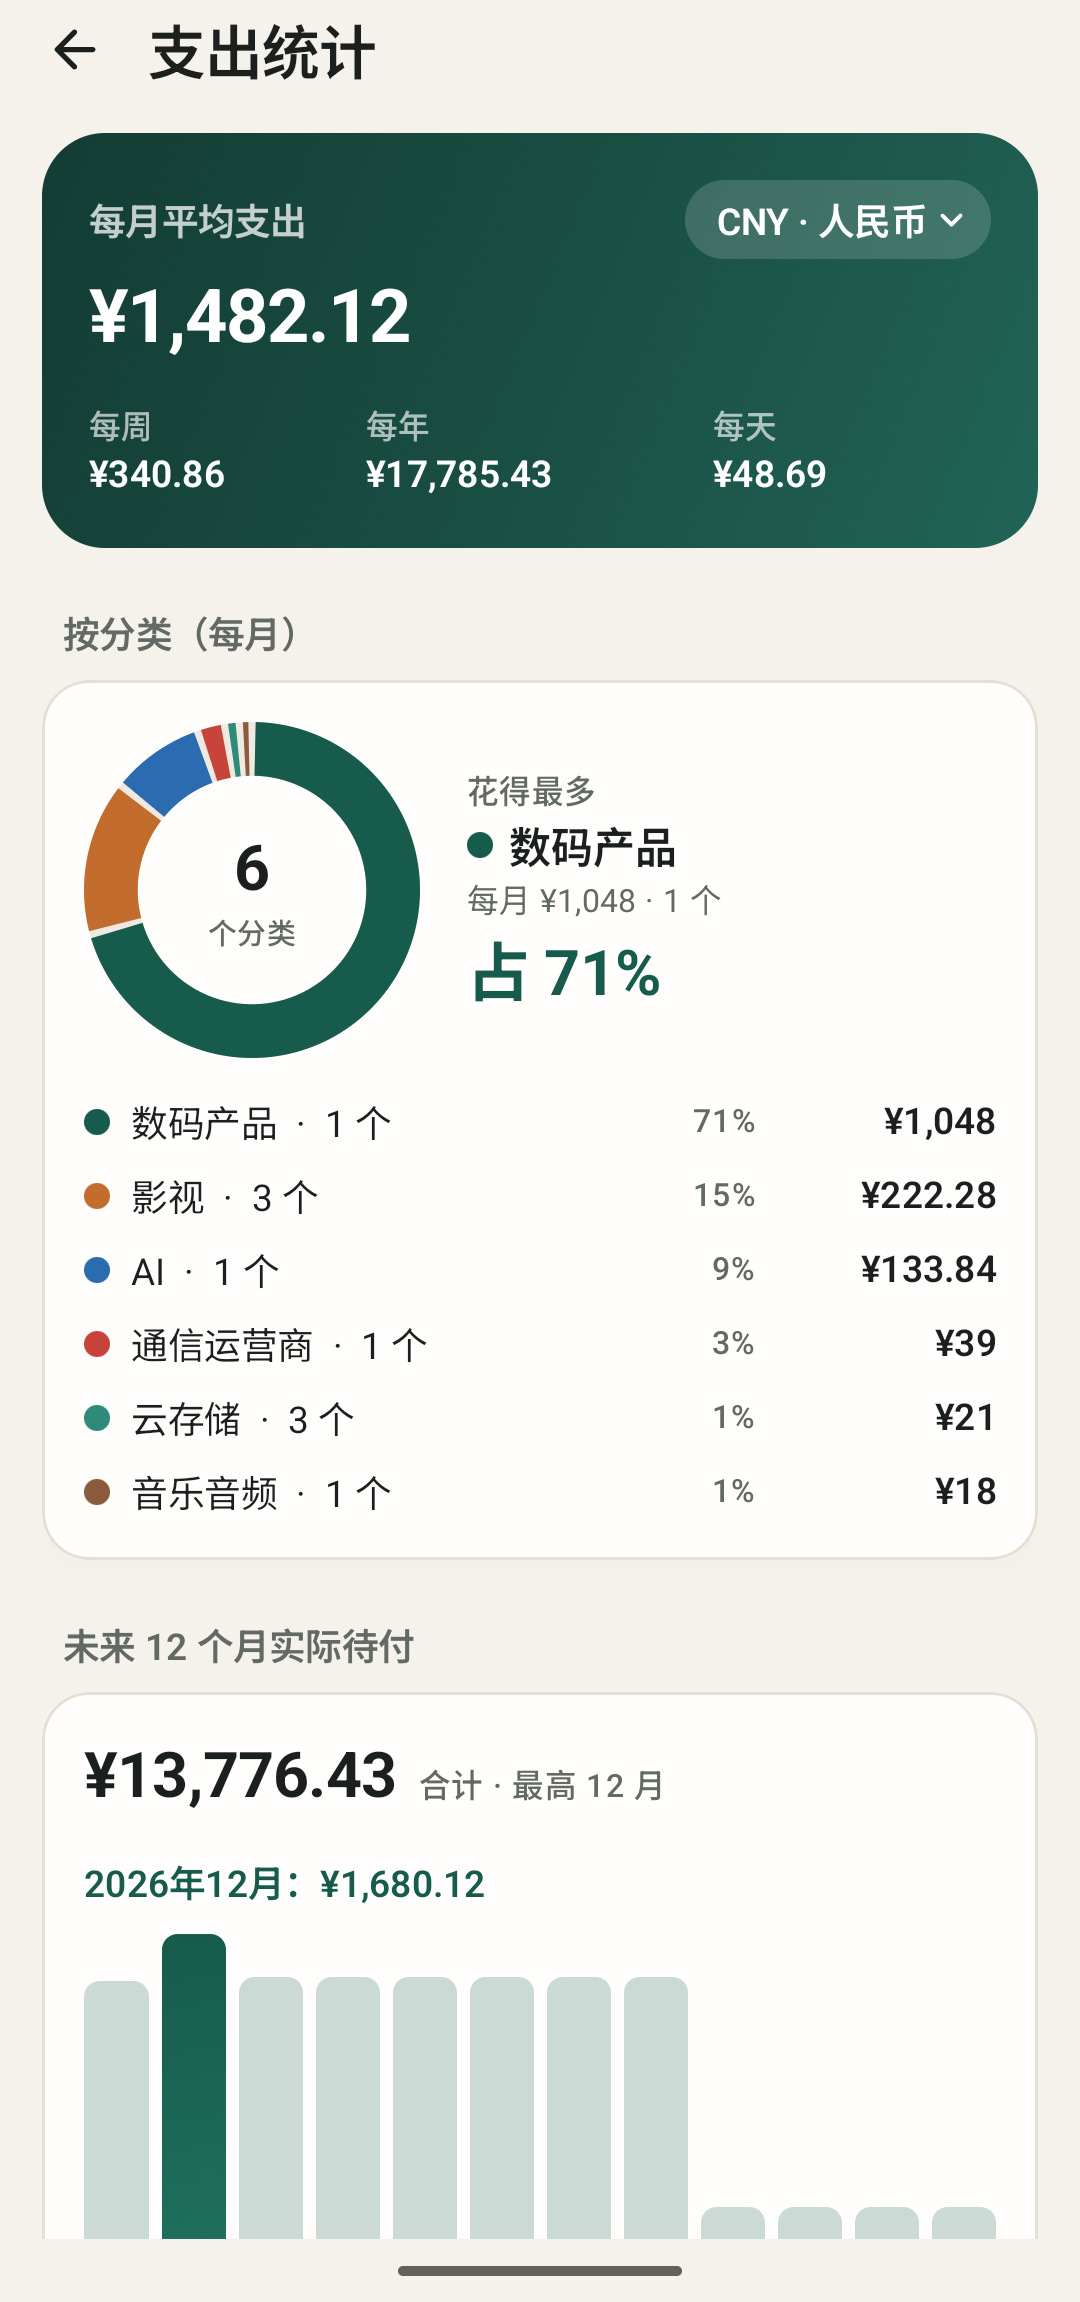 支出统计
每月平均支出
CNY · 人民币
¥1,482.12
每周 每年 每天
¥340.86 ¥17,785.43 ¥48.69
按分类（每月）
6
个分类
花得最多
数码产品
每月 ¥1,048 · 1 个
占 71%
数码产品 · 1 个 71% ¥1,048
影视 · 3 个 15% ¥222.28
AI · 1 个 9% ¥133.84
通信运营商 · 1 个 3% ¥39
云存储 · 3 个 1% ¥21
音乐音频 · 1 个 1% ¥18
未来 12 个月实际待付
¥13,776.43 合计 · 最高 12 月
2026年12月：¥1,680.12